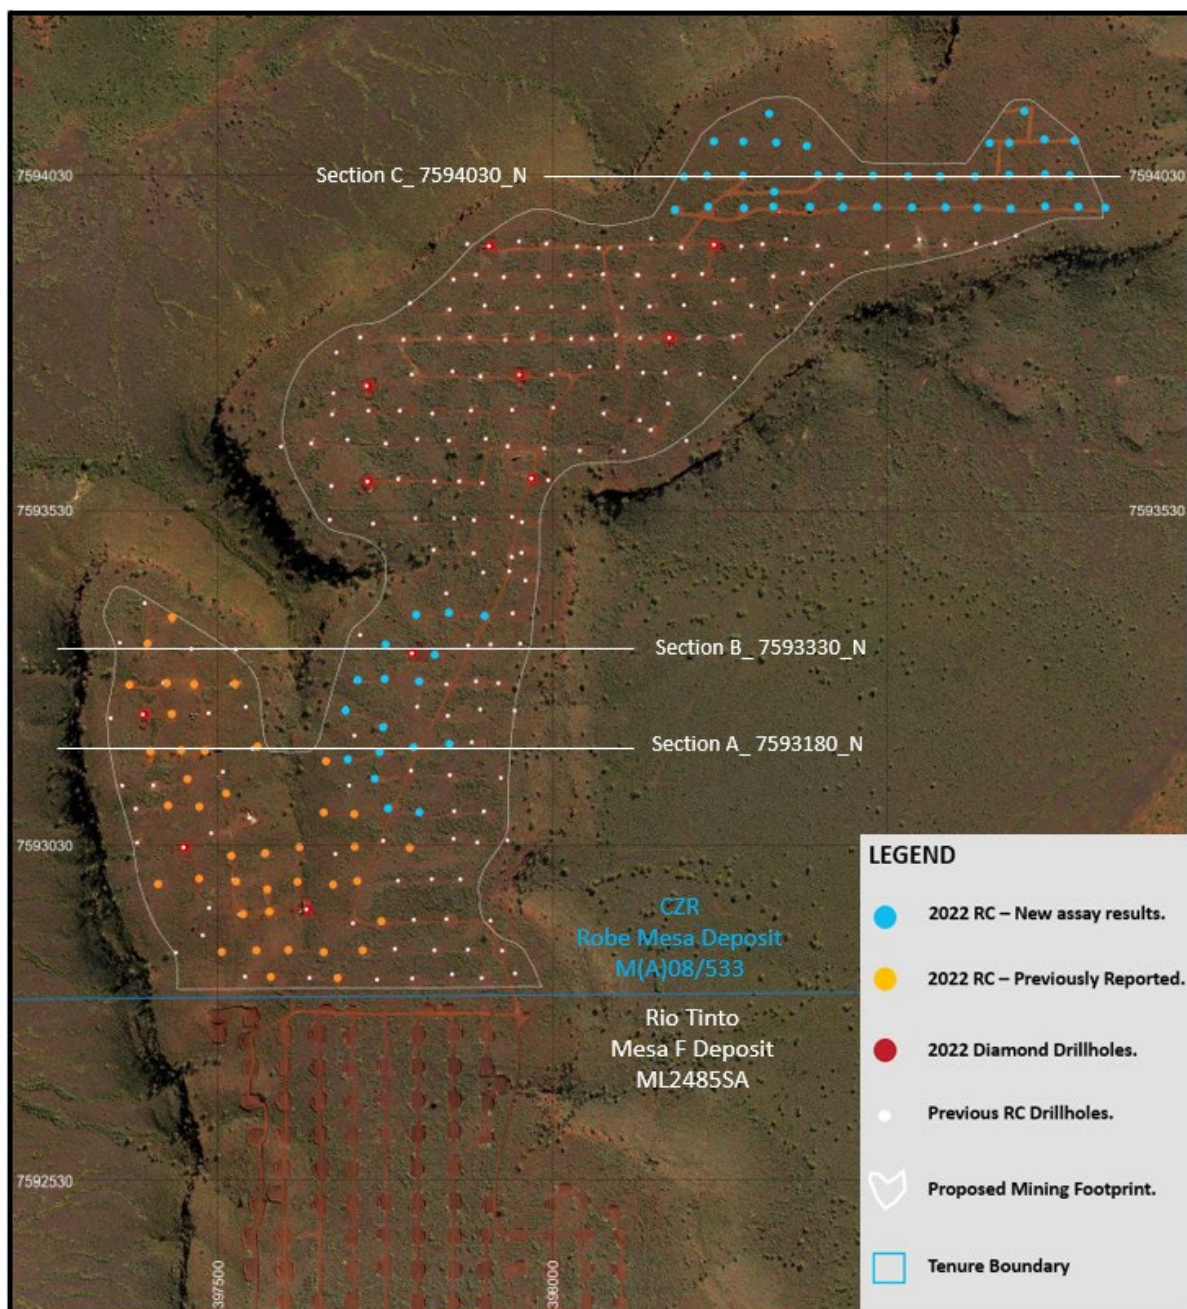 Section C_ 7594030_N
7594030
7594030
7593530
7593530
Section B_ 7593330_N
Section A_ 7593180_N
7593030
CZR
Robe Mesa Deposit
M(A)08/533
Rio Tinto
Mesa F Deposit
ML2485SA
7592530
397500
398000
LEGEND
2022 RC – New assay results.
2022 RC – Previously Reported.
2022 Diamond Drillholes.
Previous RC Drillholes.
Proposed Mining Footprint.
Tenure Boundary